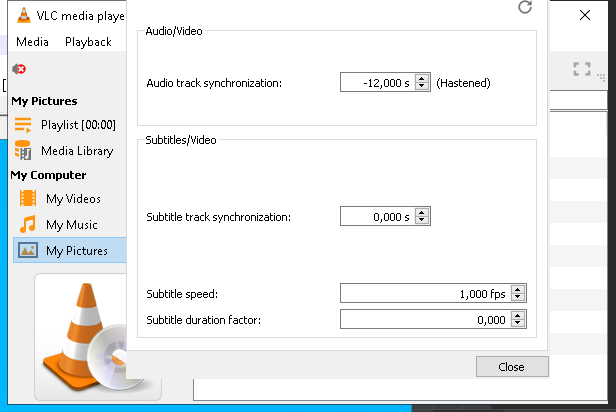 VLC media playe
Media Playback
Audio/Video
Audio track synchronization: -12,000 s (Hastened)
My Pictures
Playlist [00:00]
Media Library
My Computer
My Videos
My Music
My Pictures
Subtitles/Video
Subtitle track synchronization: 0,000 s
Subtitle speed: 1,000 fps
Subtitle duration factor: 0,000
Close